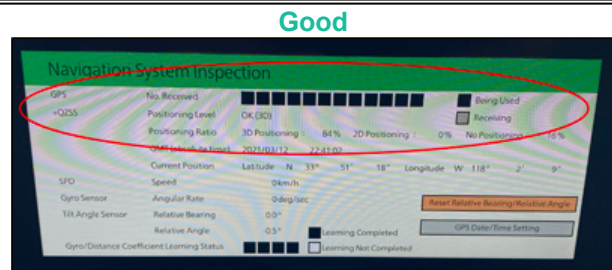 Good
Navigation System Inspection
GPS No. Received Being Used
+QZSS Positioning Level OK (3D) Receiving
Positioning Ratio 3D Positioning : 84% 2D Positioning : 0% No Positioning : 16%
GMT (absolute time) 2021/03/12 22:41:02
Current Position Latitude N 33° 51' 18" Longitude W 118° 2' 9"
SPD Speed 0km/h
Gyro Sensor Angular Rate 0deg/sec Reset Relative Bearing/Relative Angle
Tilt Angle Sensor Relative Bearing 0.0°
Relative Angle 0.5° Learning Completed GPS Date/Time Setting
Gyro/Distance Coefficient Learning Status Learning Not Completed